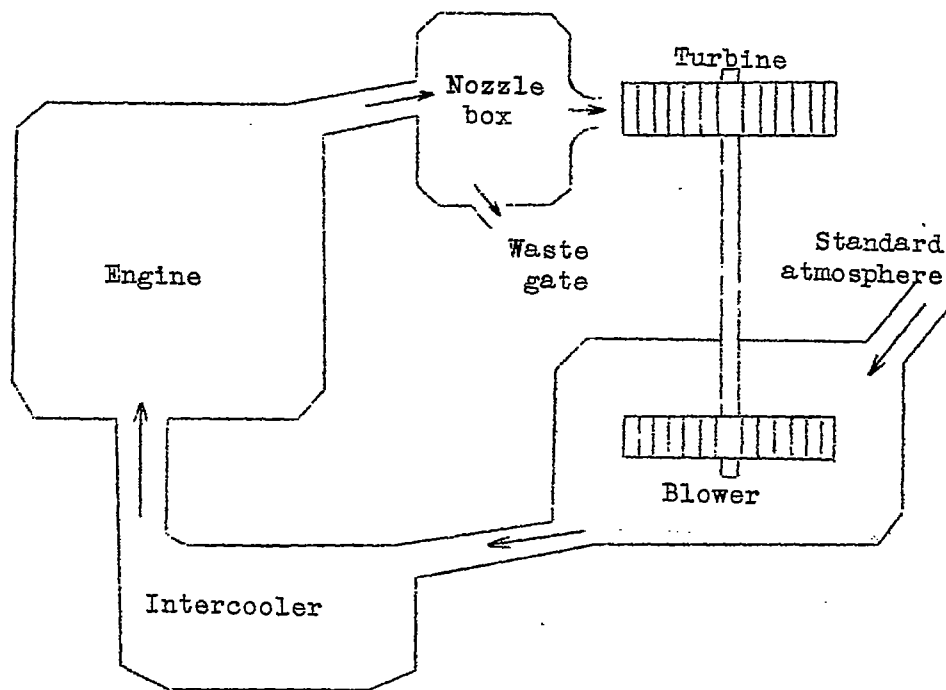 Turbine
Nozzle
box
Waste
gate
Standard
atmosphere
Engine
Blower
Intercooler